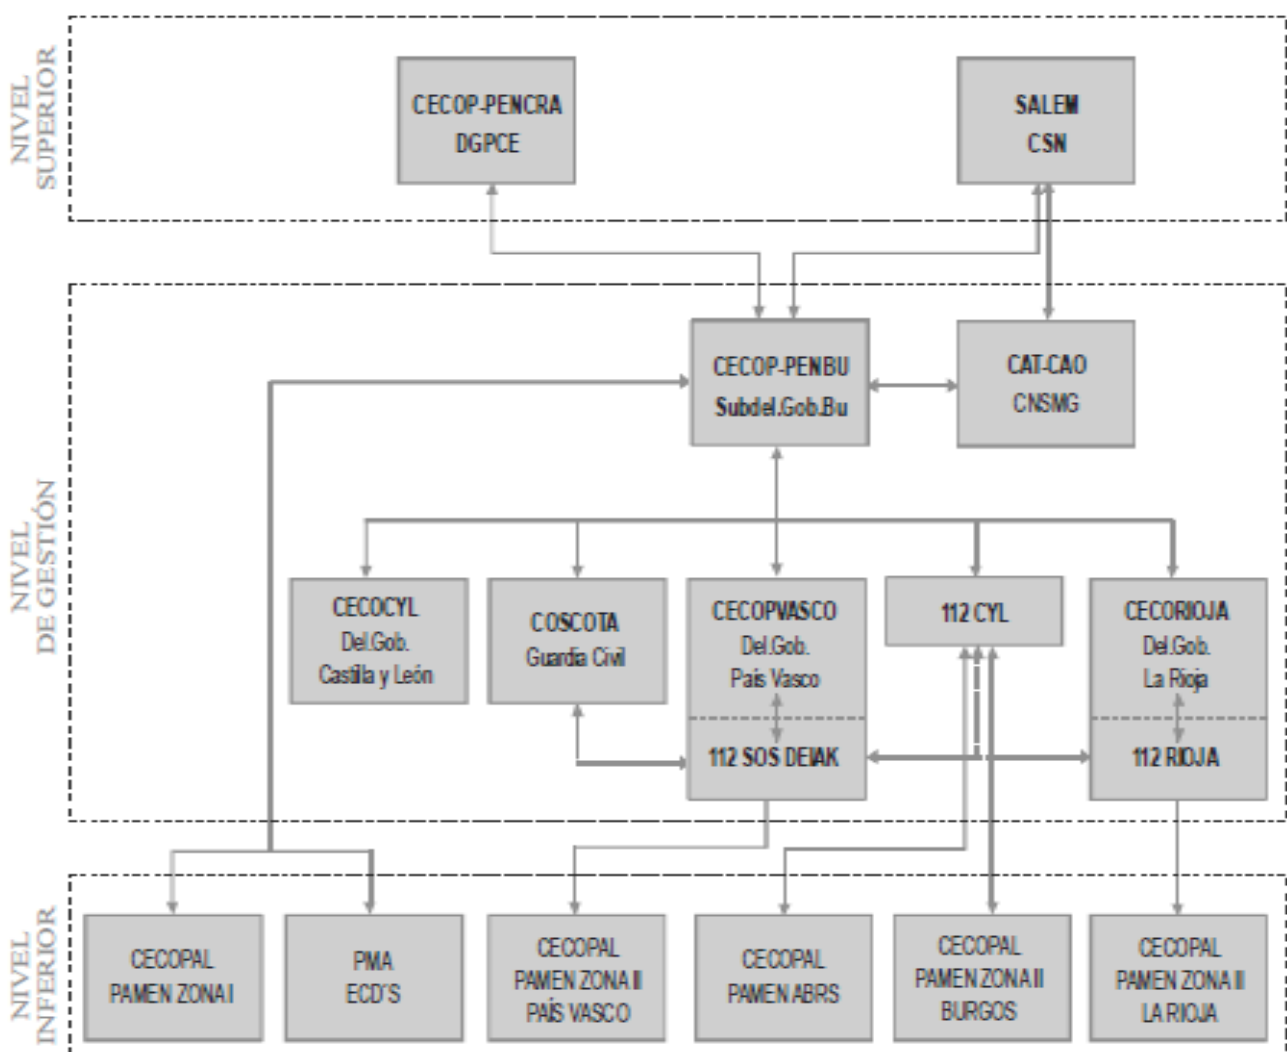 NIVEL
SUPERIOR
CECOP-PENCRA
DGPCE
SALEM
CSN
NIVEL
DE GESTIÓN
CECOP-PENBU
Subdel.Gob.Bu
CAT-CAO
CNSMG
CECOCYL
Del.Gob.
Castilla y León
COSCOTA
Guardia Civil
CECOPVASCO
Del.Gob.
País Vasco
112 SOS DEIAK
112 CYL
CECORIOJA
Del.Gob.
La Rioja
112 RIOJA
NIVEL
INFERIOR
CECOPAL
PAMEN ZONA I
PMA
ECD´S
CECOPAL
PAMEN ZONA II
PAÍS VASCO
CECOPAL
PAMEN ABRS
CECOPAL
PAMEN ZONA II
BURGOS
CECOPAL
PAMEN ZONA II
LA RIOJA